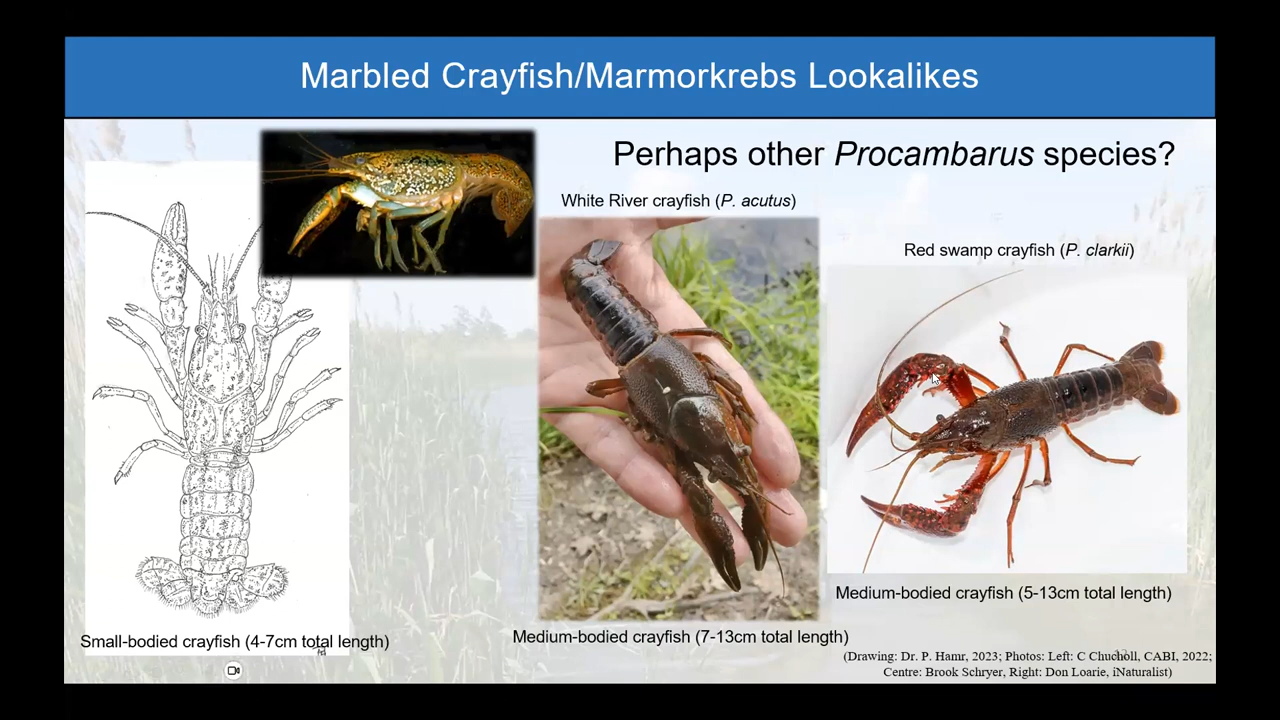 Marbled Crayfish/Marmorkrebs Lookalikes
Perhaps other Procambarus species?
White River crayfish (P. acutus)
Red swamp crayfish (P. clarkii)
Medium-bodied crayfish (5-13cm total length)
Small-bodied crayfish (4-7cm total length)
Medium-bodied crayfish (7-13cm total length)
(Drawing: Dr. P. Hamr, 2023; Photos: Left: C Chucholl, CABI, 2022;
Centre: Brook Schryer, Right: Don Loarie, iNaturalist)